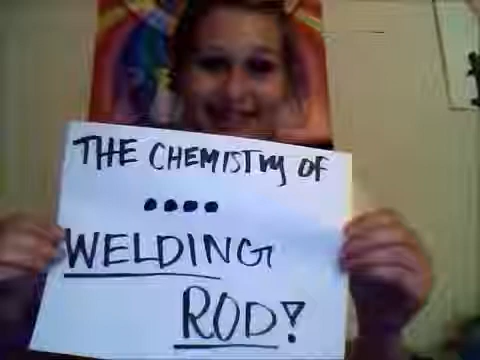 THE CHEMISTRY OF
....
WELDING
ROD?